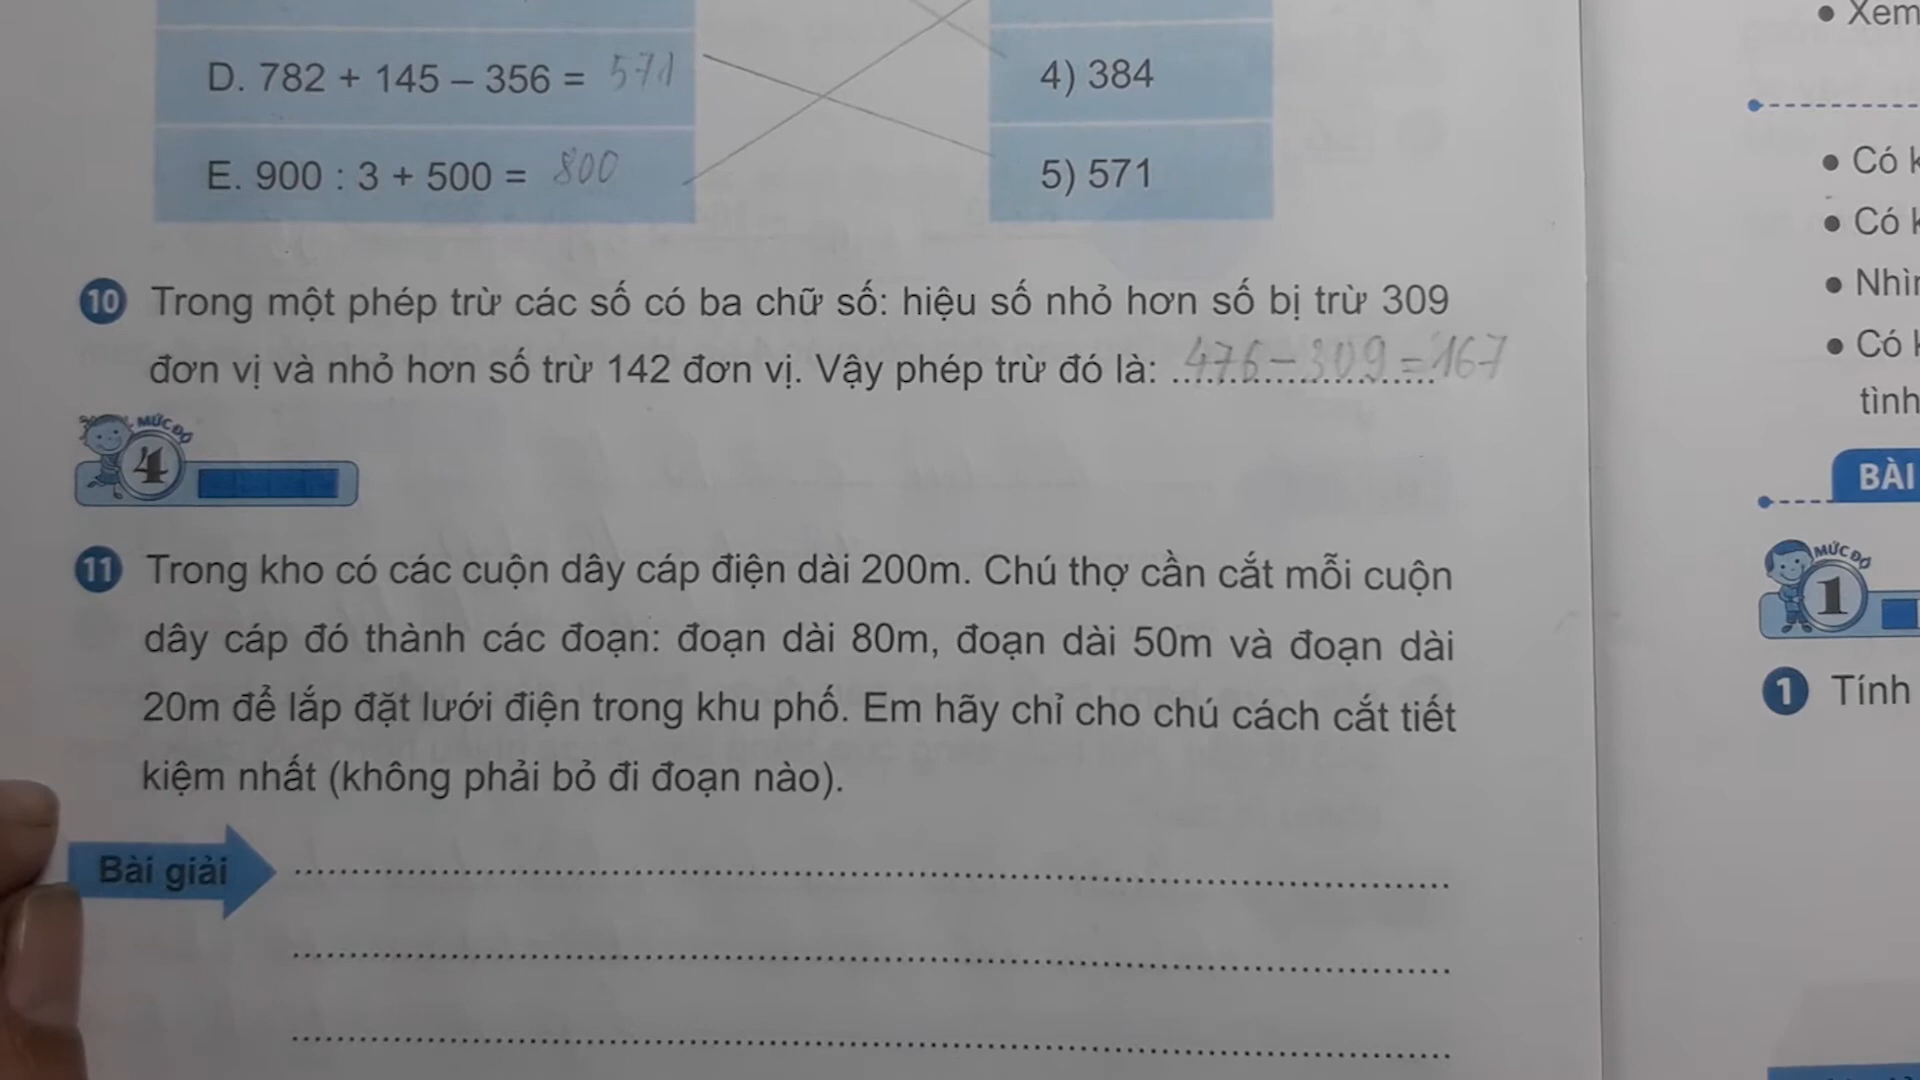 D. 782 + 145 – 356 = 571
4) 384
E. 900 : 3 + 500 = 800
5) 571
10 Trong một phép trừ các số có ba chữ số: hiệu số nhỏ hơn số bị trừ 309
đơn vị và nhỏ hơn số trừ 142 đơn vị. Vậy phép trừ đó là: 476 – 309 = 167
MỨC ĐỘ
4
11 Trong kho có các cuộn dây cáp điện dài 200m. Chú thợ cần cắt mỗi cuộn
dây cáp đó thành các đoạn: đoạn dài 80m, đoạn dài 50m và đoạn dài
20m để lắp đặt lưới điện trong khu phố. Em hãy chỉ cho chú cách cắt tiết
kiệm nhất (không phải bỏ đi đoạn nào).
Bài giải
• Xem
• Có
• Có
•
• Có
BÀI
MỨC ĐỘ
1
1 Tính